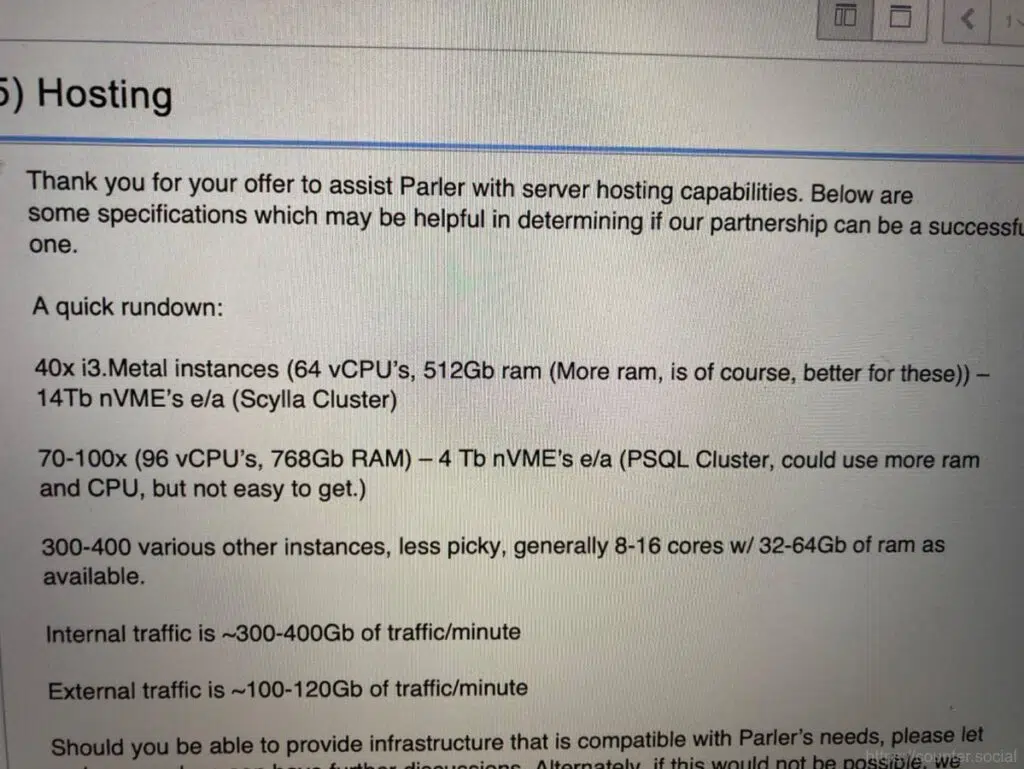 5) Hosting
Thank you for your offer to assist Parler with server hosting capabilities. Below are
some specifications which may be helpful in determining if our partnership can be a successfu
one.
A quick rundown:
40x i3.Metal instances (64 vCPU's, 512Gb ram (More ram, is of course, better for these)) –
14Tb nVME's e/a (Scylla Cluster)
70-100x (96 vCPU's, 768Gb RAM) – 4 Tb nVME's e/a (PSQL Cluster, could use more ram
and CPU, but not easy to get.)
300-400 various other instances, less picky, generally 8-16 cores w/ 32-64Gb of ram as
available.
Internal traffic is ~300-400Gb of traffic/minute
External traffic is ~100-120Gb of traffic/minute
Should you be able to provide infrastructure that is compatible with Parler's needs, please let
have further discussions. Alternately, if this would not be possible, we
https://counter.social